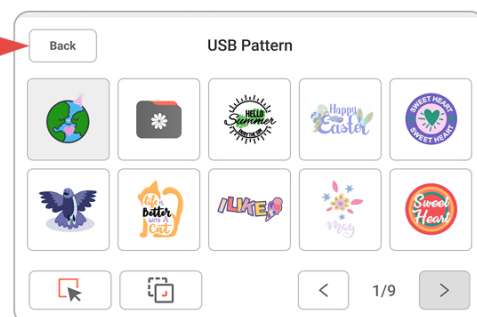 Back
USB Pattern
HELLO
Summer
Happy
Easter
SWEET HEART
SWEET HEART
life is
Better
WITH A
Cat
I LIKE
May
Sweet
Heart
1/9